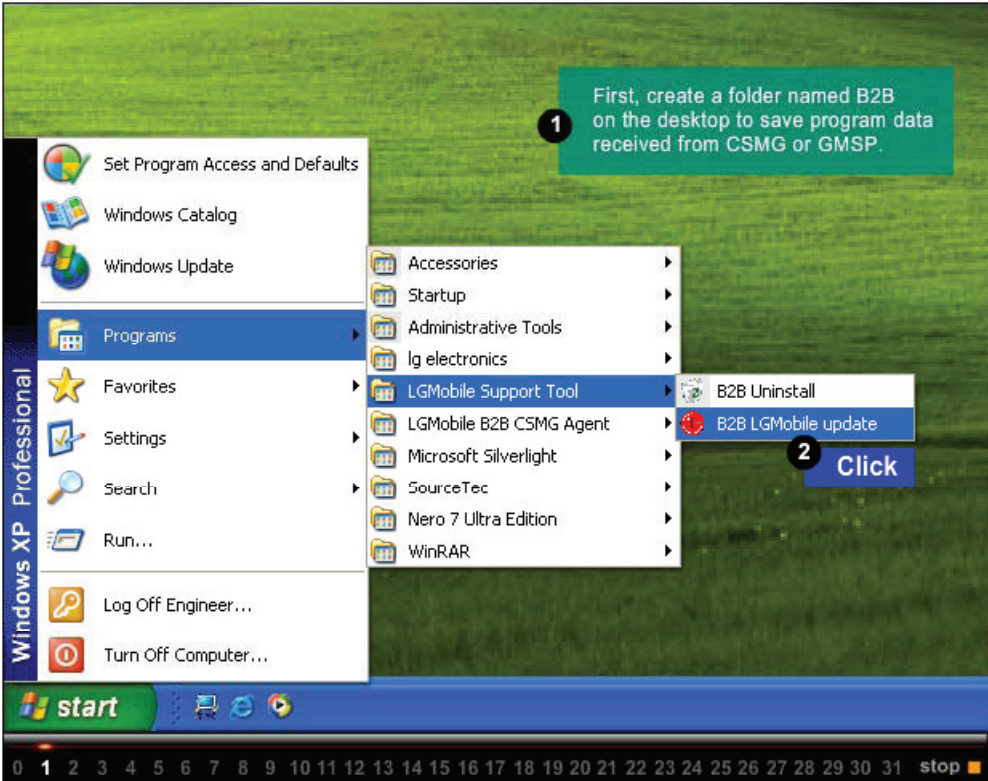 First, create a folder named B2B
1
on the desktop to save program data
received from CSMG or GMSP.
Set Program Access and Defaults
Windows Catalog
Windows Update
Programs
Favorites
Settings
Search
Run...
Log Off Engineer...
Turn Off Computer...
Windows XP Professional
Accessories
Startup
Administrative Tools
lg electronics
LGMobile Support Tool
LGMobile B2B CSMG Agent
Microsoft Silverlight
SourceTec
Nero 7 Ultra Edition
WinRAR
B2B Uninstall
B2B LGMobile update
2
Click
start
0 1 2 3 4 5 6 7 8 9 10 11 12 13 14 15 16 17 18 19 20 21 22 23 24 25 26 27 28 29 30 31 stop